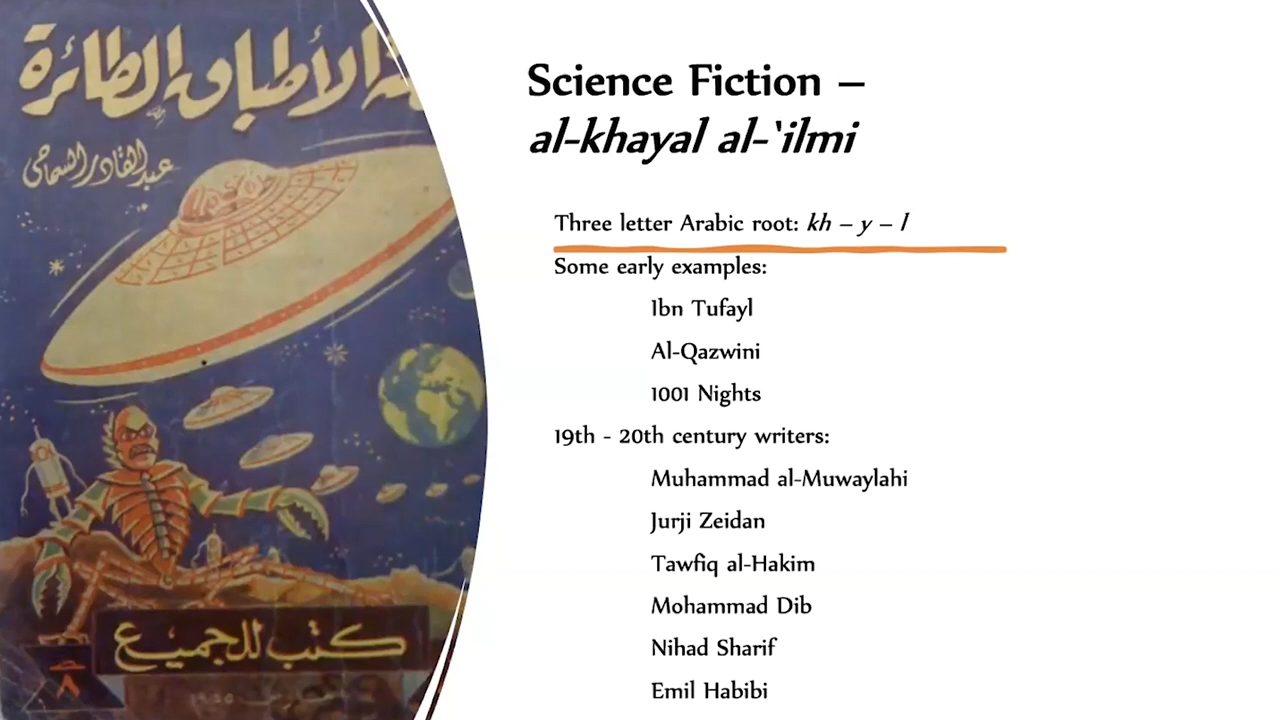 الأطباق الطائرة
عبد القادر السماحي
كتب للجميع
٨
Science Fiction –
al-khayal al-‘ilmi
Three letter Arabic root: kh – y – l
Some early examples:
Ibn Tufayl
Al-Qazwini
1001 Nights
19th - 20th century writers:
Muhammad al-Muwaylahi
Jurji Zeidan
Tawfiq al-Hakim
Mohammad Dib
Nihad Sharif
Emil Habibi